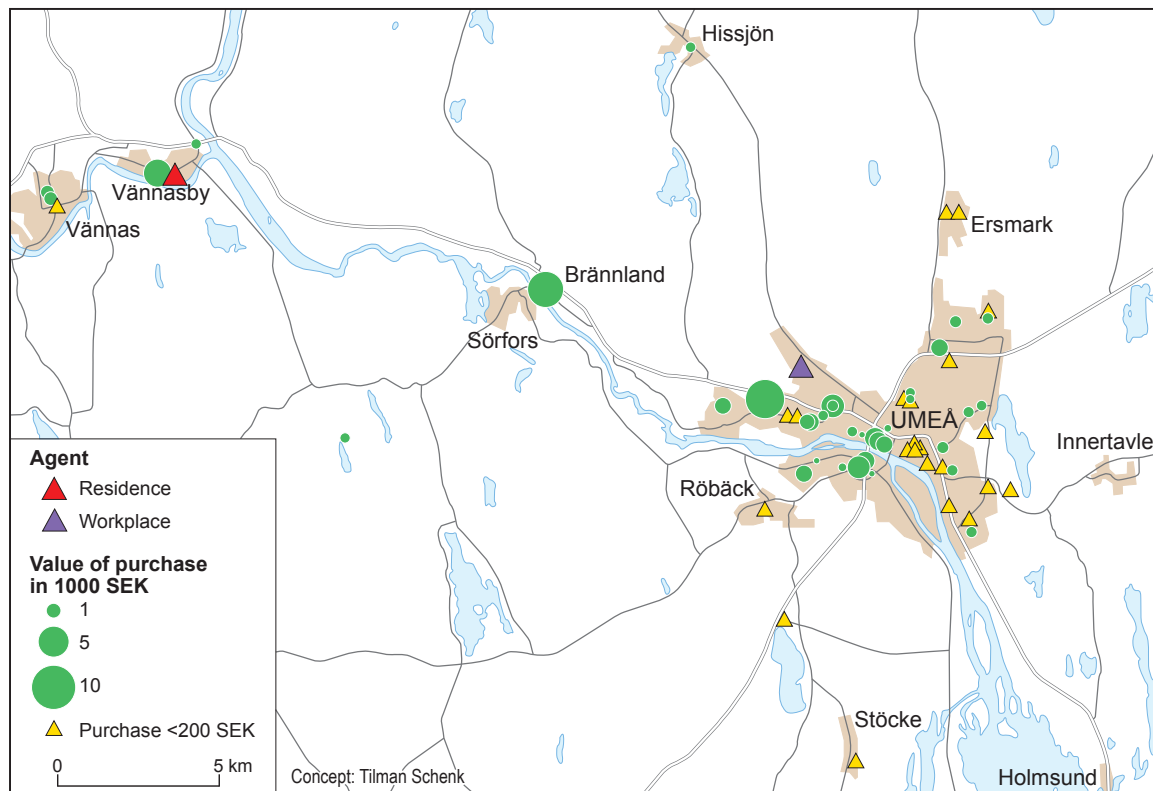 Hissjön
Vännäsby
Vännas
Ersmark
Brännland
Sörfors
UMEÅ
Innertavle
Röbäck
Stöcke
Holmsund
Agent
Residence
Workplace
Value of purchase
in 1000 SEK
1
5
10
Purchase <200 SEK
0
5 km
Concept: Tilman Schenk